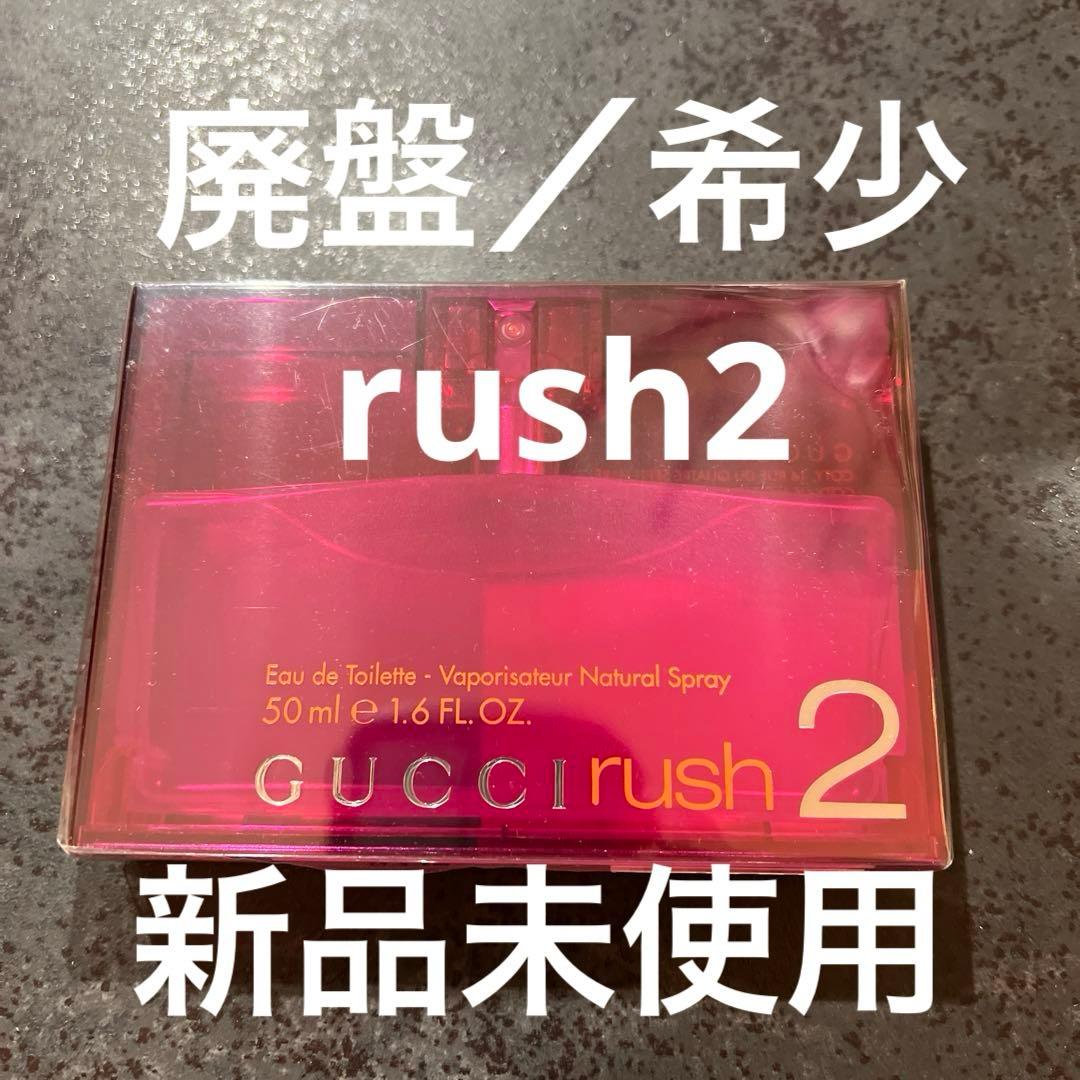 廃盤／希少
rush2
Eau de Toilette - Vaporisateur Natural Spray
50 ml e 1.6 FL. OZ.
GUCCI rush 2
新品未使用